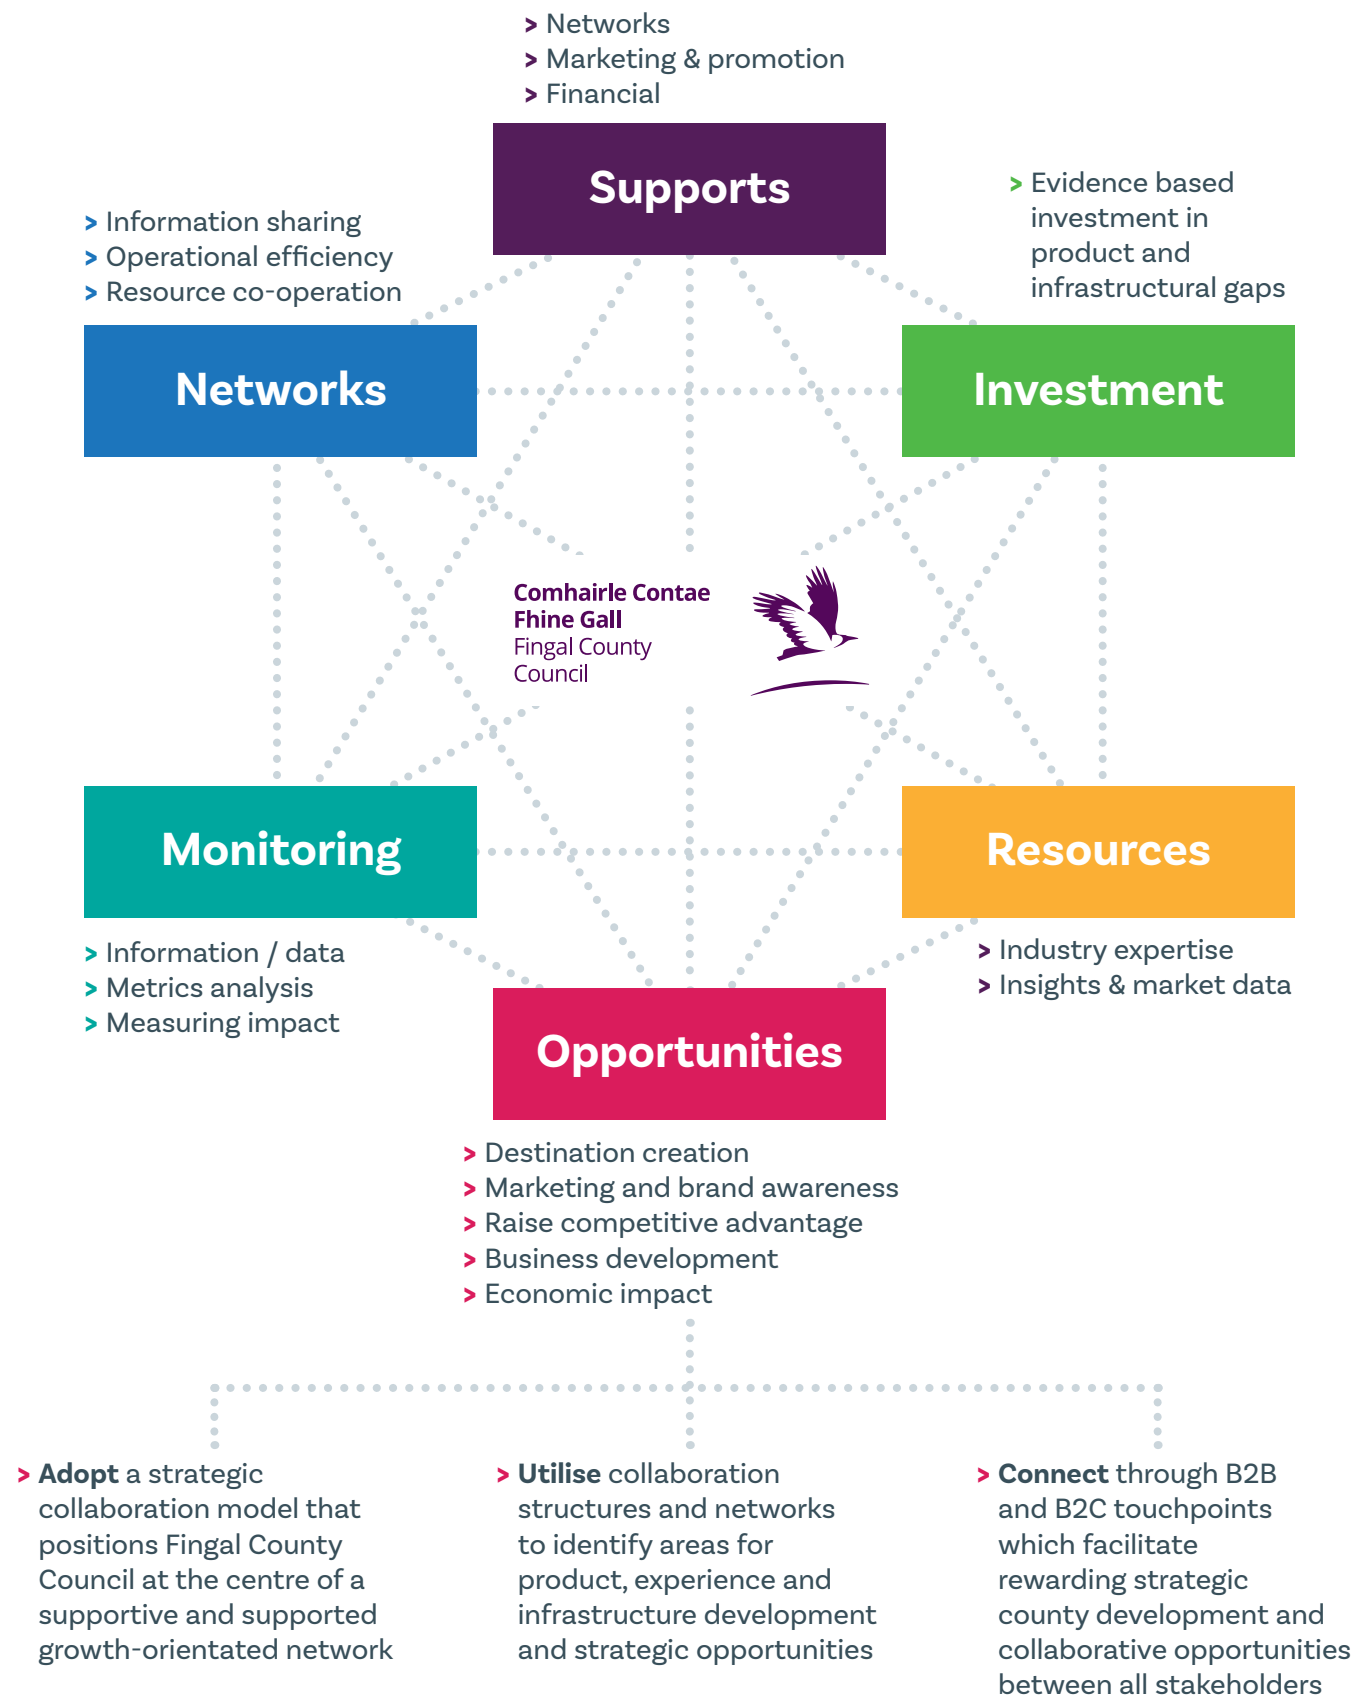 > Networks
> Marketing & promotion
> Financial
Supports
> Information sharing
> Operational efficiency
> Resource co-operation
Networks
> Evidence based
investment in
product and
infrastructural gaps
Investment
Comhairle Contae
Fhine Gall
Fingal County
Council
Monitoring
> Information / data
> Metrics analysis
> Measuring impact
Resources
> Industry expertise
> Insights & market data
Opportunities
> Destination creation
> Marketing and brand awareness
> Raise competitive advantage
> Business development
> Economic impact
> Adopt a strategic
collaboration model that
positions Fingal County
Council at the centre of a
supportive and supported
growth-orientated network
> Utilise collaboration
structures and networks
to identify areas for
product, experience and
infrastructure development
and strategic opportunities
> Connect through B2B
and B2C touchpoints
which facilitate
rewarding strategic
county development and
collaborative opportunities
between all stakeholders